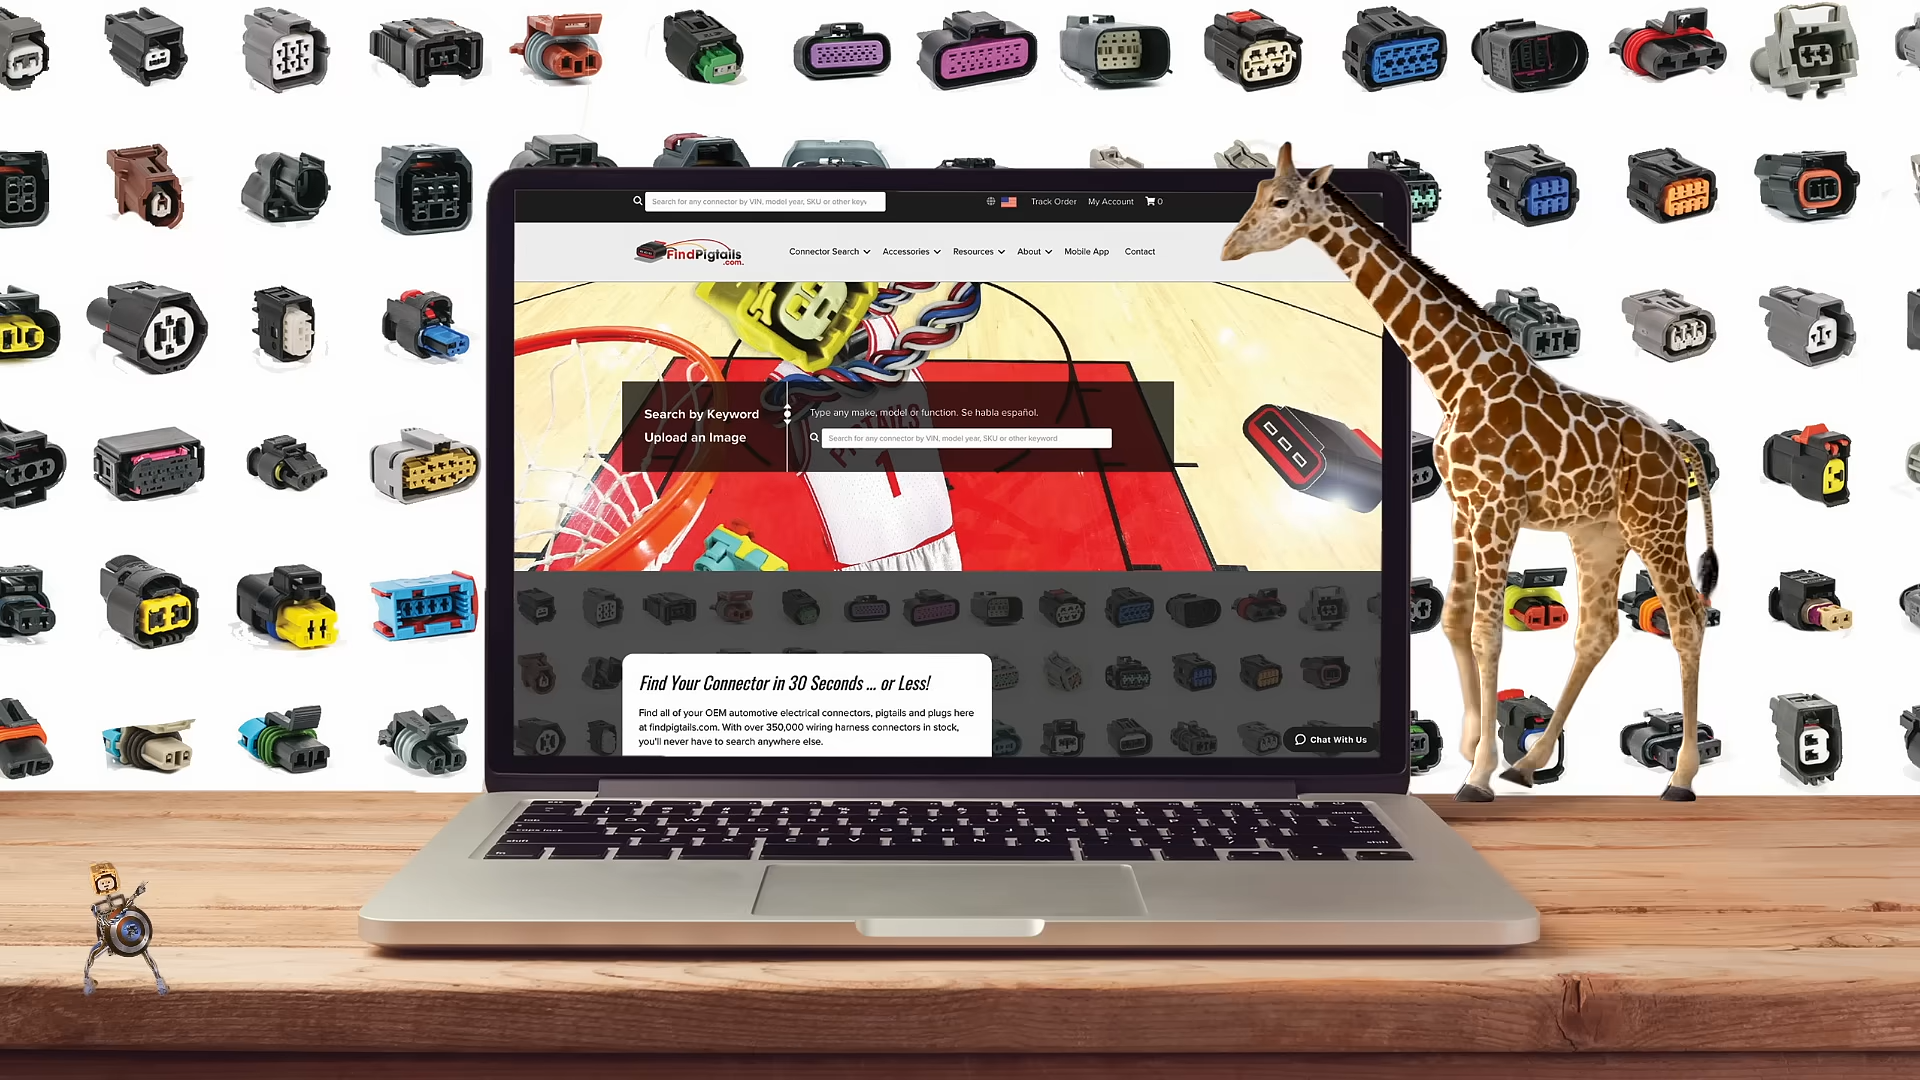 Search for any connector by VIN, model year, SKU or other key
Track Order
My Account
0
FindPigtails
.com
Connector Search
Accessories
Resources
About
Mobile App
Contact
Search by Keyword
Upload an Image
Type any make, model or function. Se habla español.
Search for any connector by VIN, model year, SKU or other keyword
1
Find Your Connector in 30 Seconds ... or Less!
Find all of your OEM automotive electrical connectors, pigtails and plugs here
at findpigtails.com. With over 350,000 wiring harness connectors in stock,
you'll never have to search anywhere else.
Chat With Us